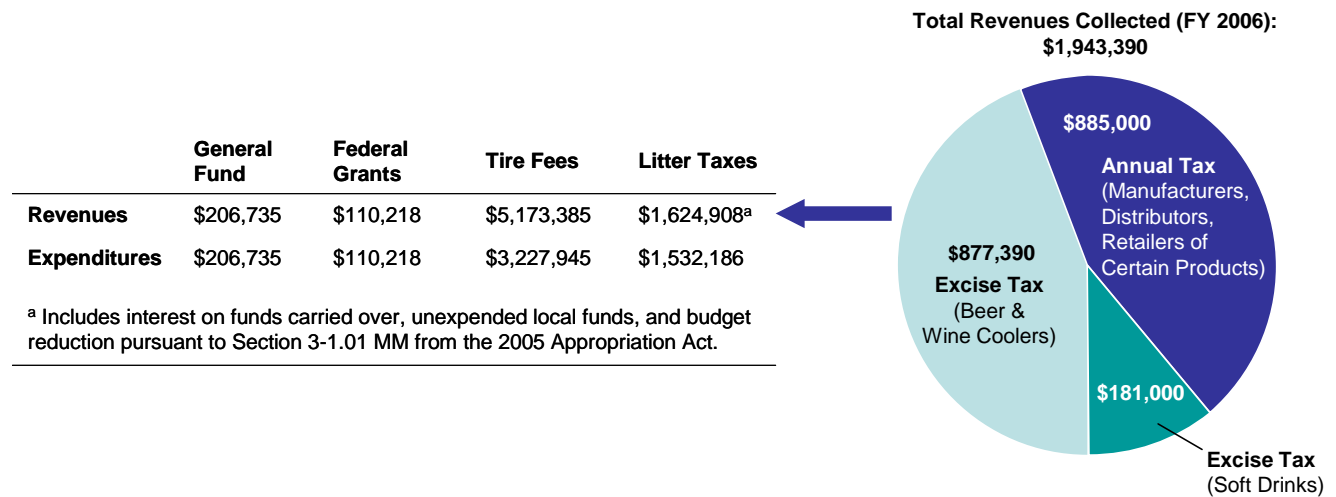 Total Revenues Collected (FY 2006):
$1,943,390
General
Fund
Federal
Grants
Tire Fees
Litter Taxes
Revenues $206,735 $110,218 $5,173,385 $1,624,908ᵃ
Expenditures $206,735 $110,218 $3,227,945 $1,532,186
ᵃ Includes interest on funds carried over, unexpended local funds, and budget
reduction pursuant to Section 3-1.01 MM from the 2005 Appropriation Act.
$885,000
Annual Tax
(Manufacturers,
Distributors,
Retailers of
Certain Products)
$877,390
Excise Tax
(Beer &
Wine Coolers)
$181,000
Excise Tax
(Soft Drinks)